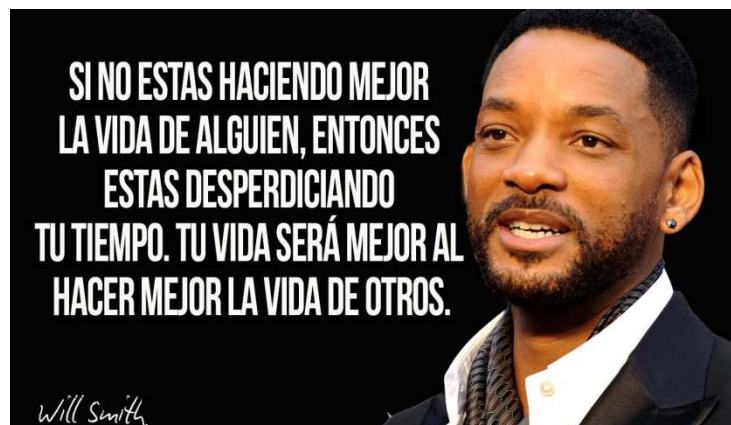 SI NO ESTAS HACIENDO MEJOR
LA VIDA DE ALGUIEN, ENTONCES
ESTAS DESPERDICIANDO
TU TIEMPO. TU VIDA SERÁ MEJOR AL
HACER MEJOR LA VIDA DE OTROS.
Will Smith